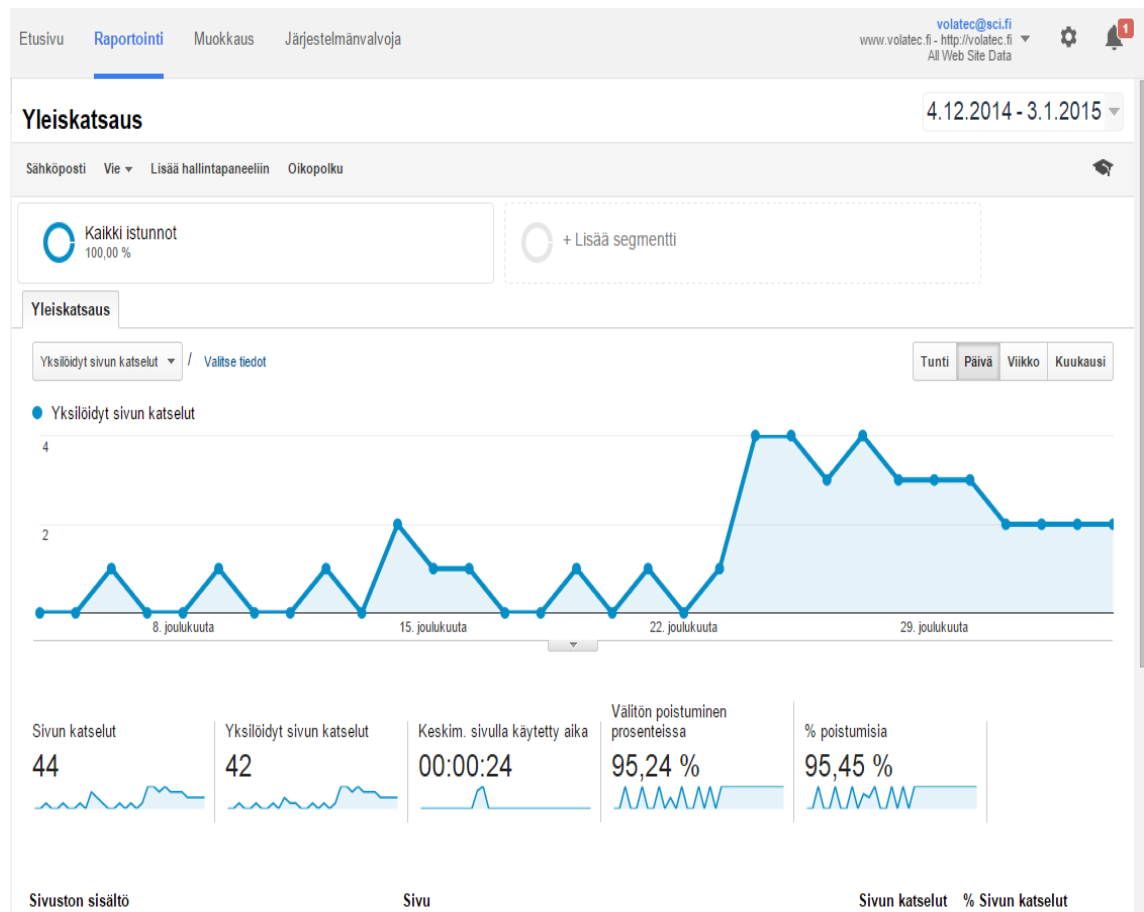 Etusivu Raportointi Muokkaus Järjestelmänvalvoja
volatec@sci.fi
www.volatec.fi - http://volatec.fi
All Web Site Data
1
Yleiskatsaus
4.12.2014 - 3.1.2015
Sähköposti Vie Lisää hallintapaneeliin Oikopolku
Kaikki istunnot
100,00 %
+ Lisää segmentti
Yleiskatsaus
Yksilöidyt sivun katselut / Valitse tiedot
Tunti Päivä Viikko Kuukausi
Yksilöidyt sivun katselut
4
2
8. joulukuuta 15. joulukuuta 22. joulukuuta 29. joulukuuta
Sivun katselut
44
Yksilöidyt sivun katselut
42
Keskim. sivulla käytetty aika
00:00:24
Välitön poistuminen
prosenteissa
95,24 %
% poistumisia
95,45 %
Sivuston sisältö Sivu Sivun katselut % Sivun katselut